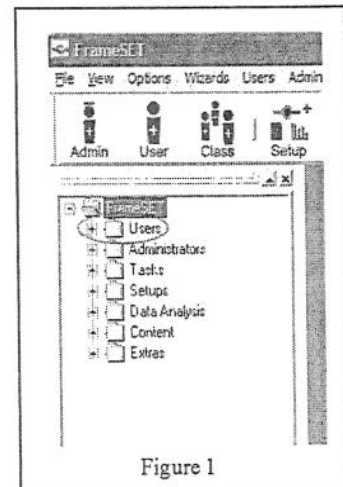 FrameSET
File View Options Wizards Users Admin
Admin User Class Setup
FrameSET
Users
Administrators
Tasks
Setups
Data Analysis
Content
Extras
Figure 1